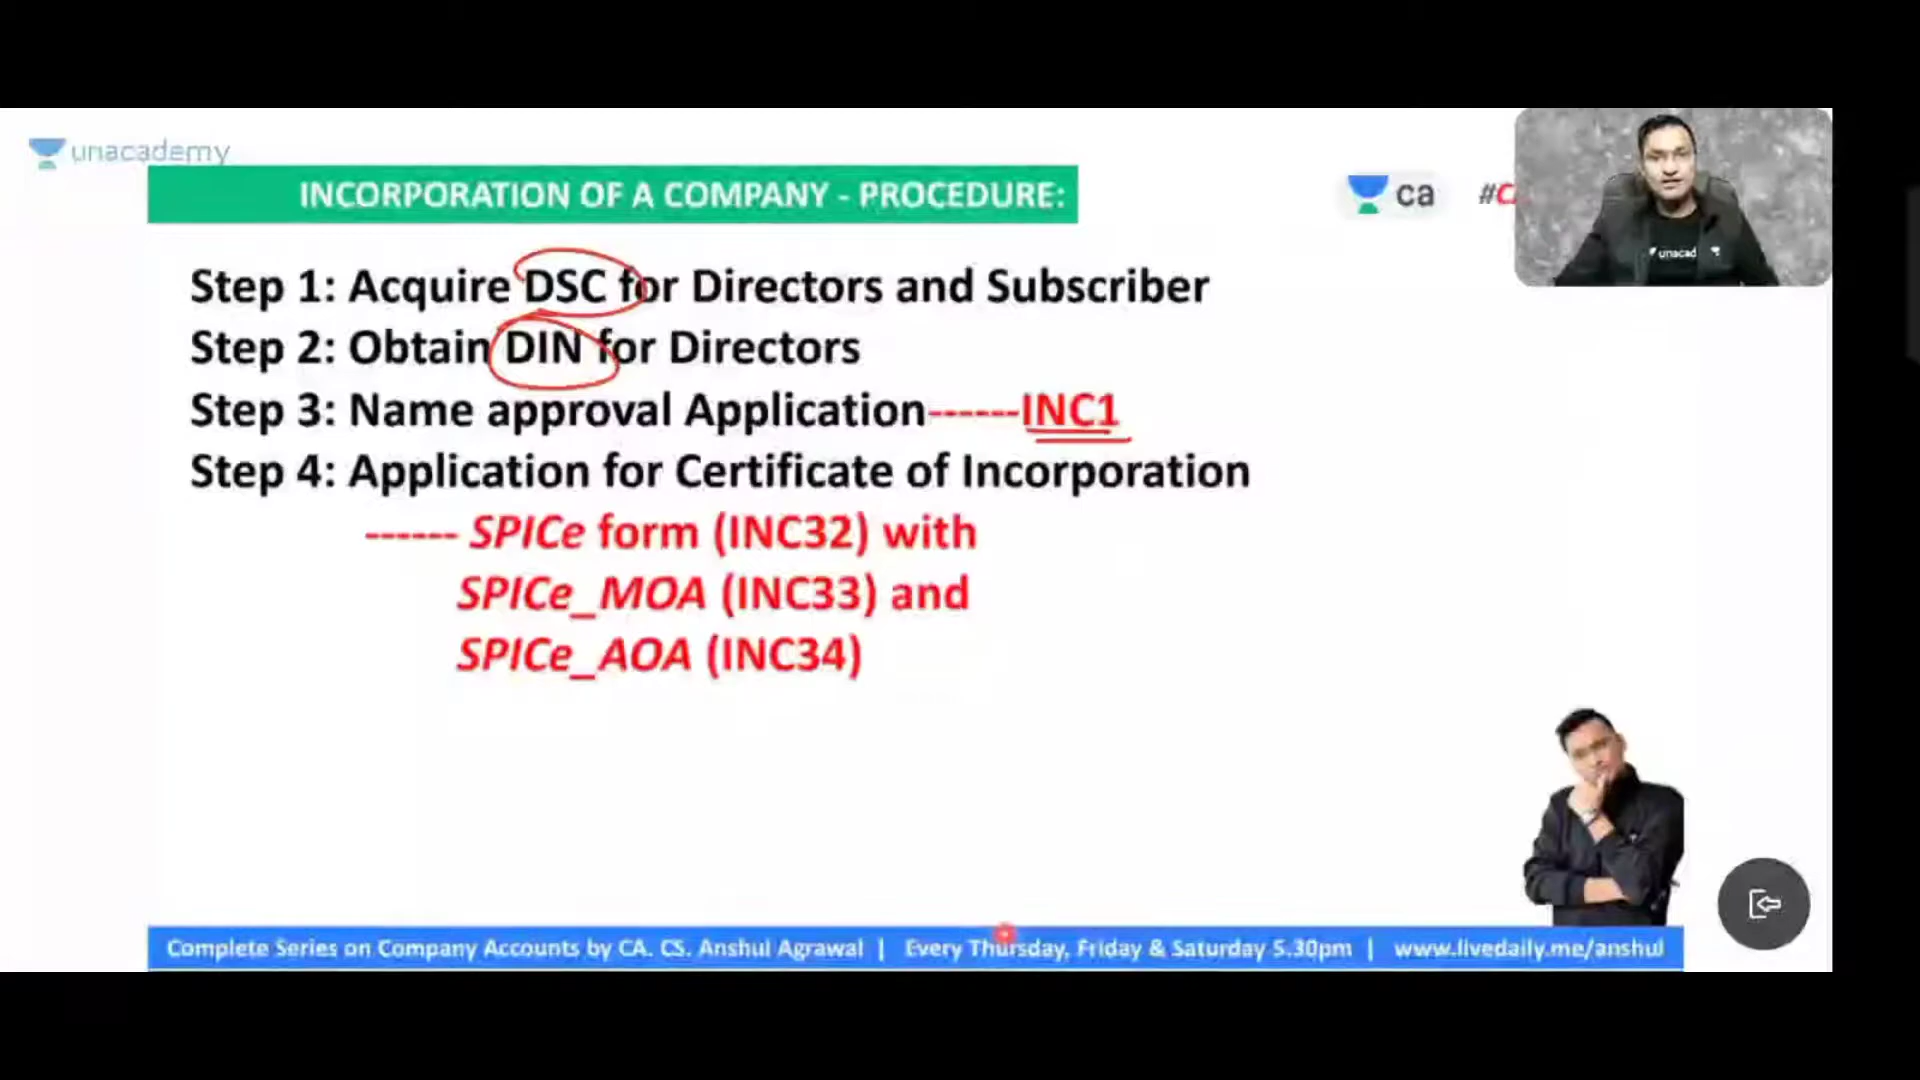 unacademy
INCORPORATION OF A COMPANY - PROCEDURE:
ca
#C
unacad
Step 1: Acquire DSC for Directors and Subscriber
Step 2: Obtain DIN for Directors
Step 3: Name approval Application------INC1
Step 4: Application for Certificate of Incorporation
------ SPICe form (INC32) with
SPICe_MOA (INC33) and
SPICe_AOA (INC34)
Complete Series on Company Accounts by CA. CS. Anshul Agrawal | Every Thursday, Friday & Saturday 5.30pm | www.livedaily.me/anshul